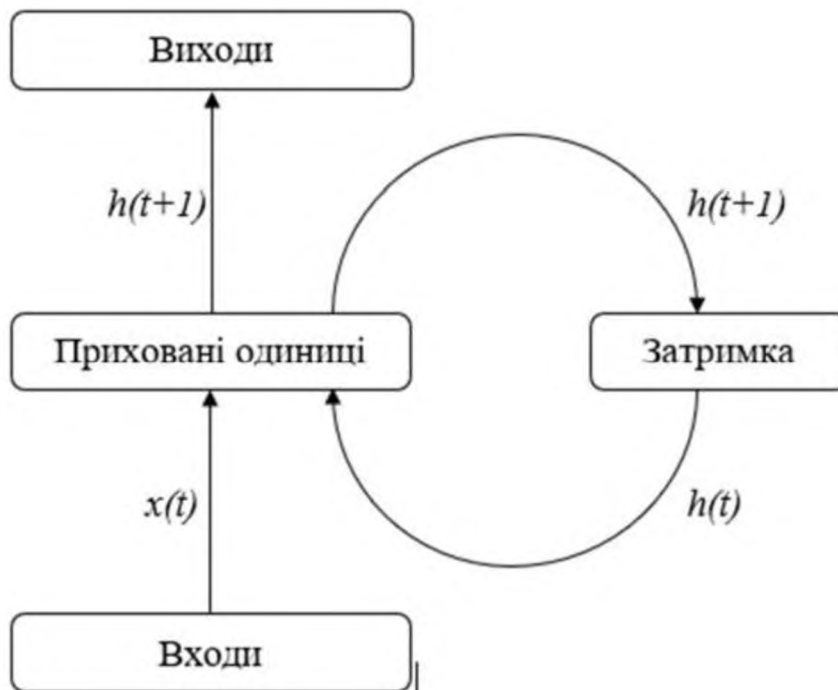 Виходи
h(t+1)
h(t+1)
Приховані одиниці
Затримка
x(t)
h(t)
Входи